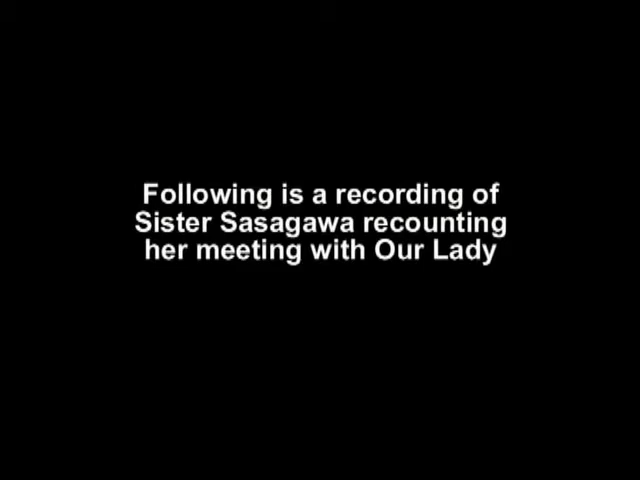 Following is a recording of
Sister Sasagawa recounting
her meeting with Our Lady